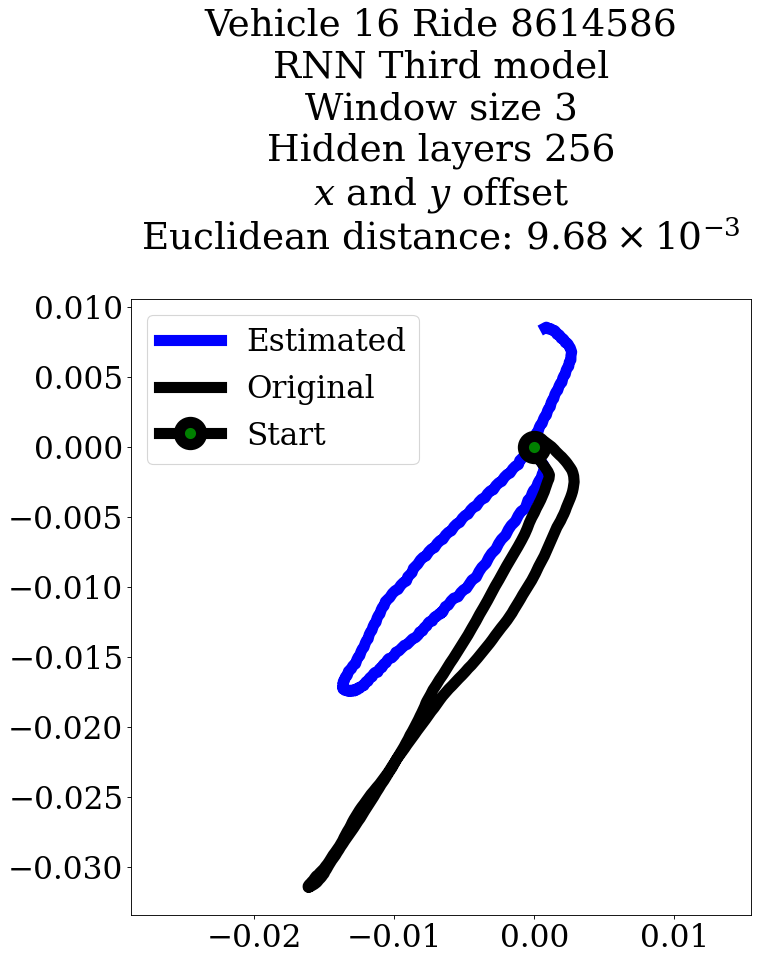 Vehicle 16 Ride 8614586
RNN Third model
Window size 3
Hidden layers 256
x and y offset
Euclidean distance: 9.68 × 10⁻³
0.010
0.005
0.000
−0.005
−0.010
−0.015
−0.020
−0.025
−0.030
Estimated
Original
Start
−0.02 −0.01 0.00 0.01